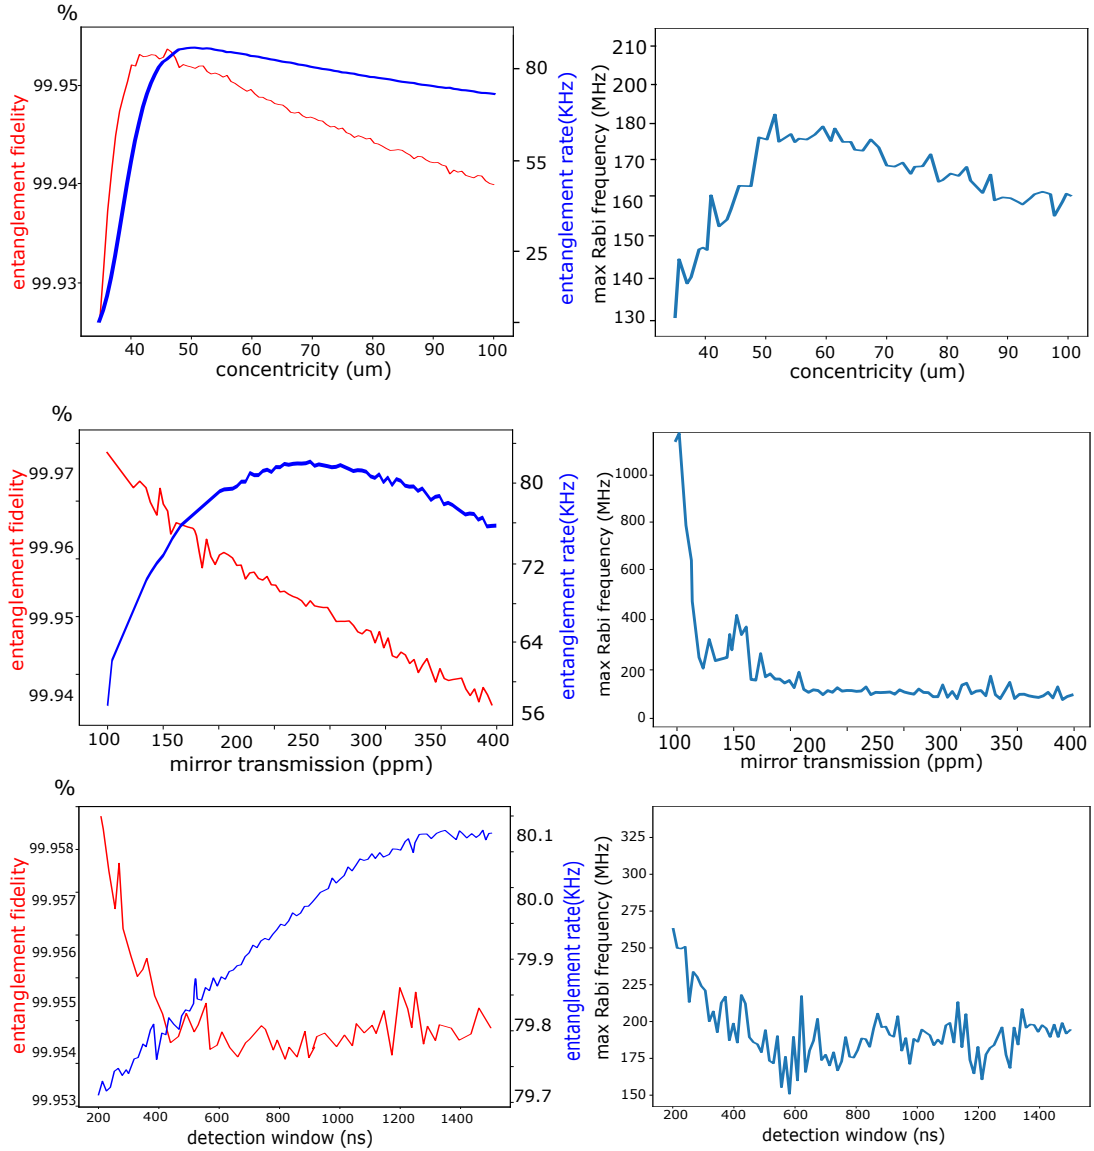 %
entanglement fidelity
99.95
99.94
99.93
80
55
25
entanglement rate(KHz)
40 50 60 70 80 90 100
concentricity (um)
max Rabi frequency (MHz)
210
200
180
170
160
150
140
130
40 50 60 70 80 90 100
concentricity (um)
%
entanglement fidelity
99.97
99.96
99.95
99.94
80
72
64
56
entanglement rate(KHz)
100 150 200 250 300 350 400
mirror transmission (ppm)
max Rabi frequency (MHz)
1000
800
600
400
200
0
100 150 200 250 300 350 400
mirror transmission (ppm)
%
entanglement fidelity
99.958
99.957
99.956
99.955
99.954
99.953
80.1
80.0
79.9
79.8
79.7
entanglement rate(KHz)
200 400 600 800 1000 1200 1400
detection window (ns)
max Rabi frequency (MHz)
325
300
275
250
225
200
175
150
200 400 600 800 1000 1200 1400
detection window (ns)